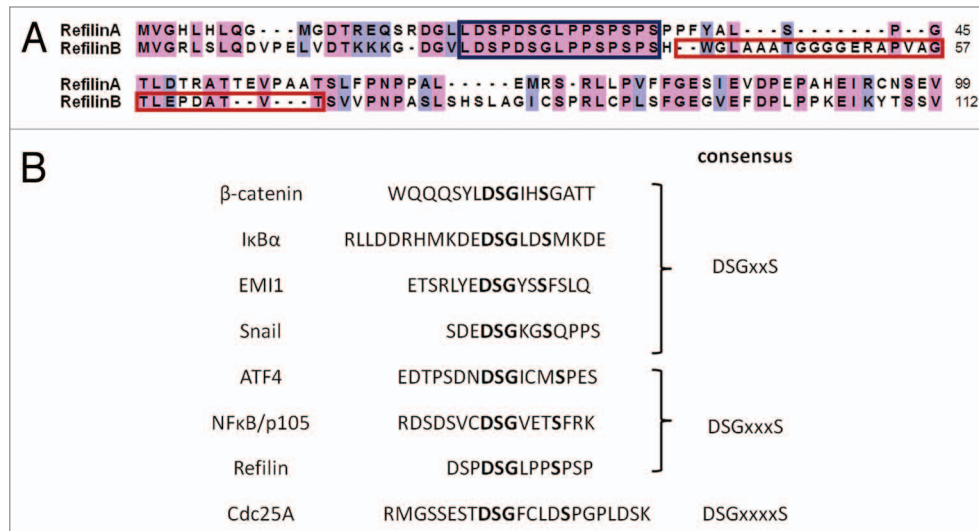 A
RefilinA MVGHLHLQG---MGDTREQSRDGLLDSPDSGLPPSPSPSPPFYAL---S-------P--G 45
RefilinB MVGRLSLQDVPELVDTKKKG-DGVLDSPDSGLPPSPSPSH--WGLAAATGGGGERAPVAG 57
RefilinA TLDTRATTEVPAATSLFPNPPAL-----EMRS-RLLPVFFGESIEVDPEPAHEIRCNSEV 99
RefilinB TLEPDAT--V---TSVVPNPASLSHSLAGICSPRLCPLSFGEGVEFDPLPPKEIKYTSSV 112
B
consensus
β-catenin WQQQSYLDSGIHSGATT
IκBα RLLDDRHMKDEDSGLDSMKDE
DSGxxS
EMI1 ETSRLYEDSGYSSFSLQ
Snail SDEDSGKGSQPPS
ATF4 EDTPSDNDSGICMSPES
NFκB/p105 RDSDSVCDSGVETSFRK DSGxxxS
Refilin DSPDSGLPPSPSP
Cdc25A RMGSSESTDSGFCLDSPGPLDSK DSGxxxxS